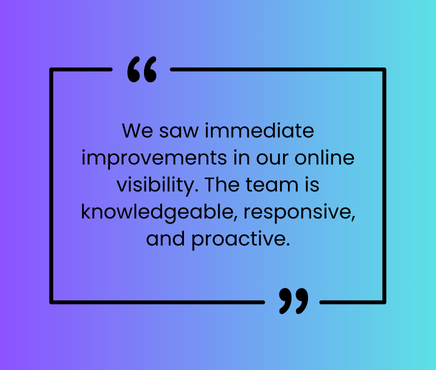 “
We saw immediate
improvements in our online
visibility. The team is
knowledgeable, responsive,
and proactive.
”